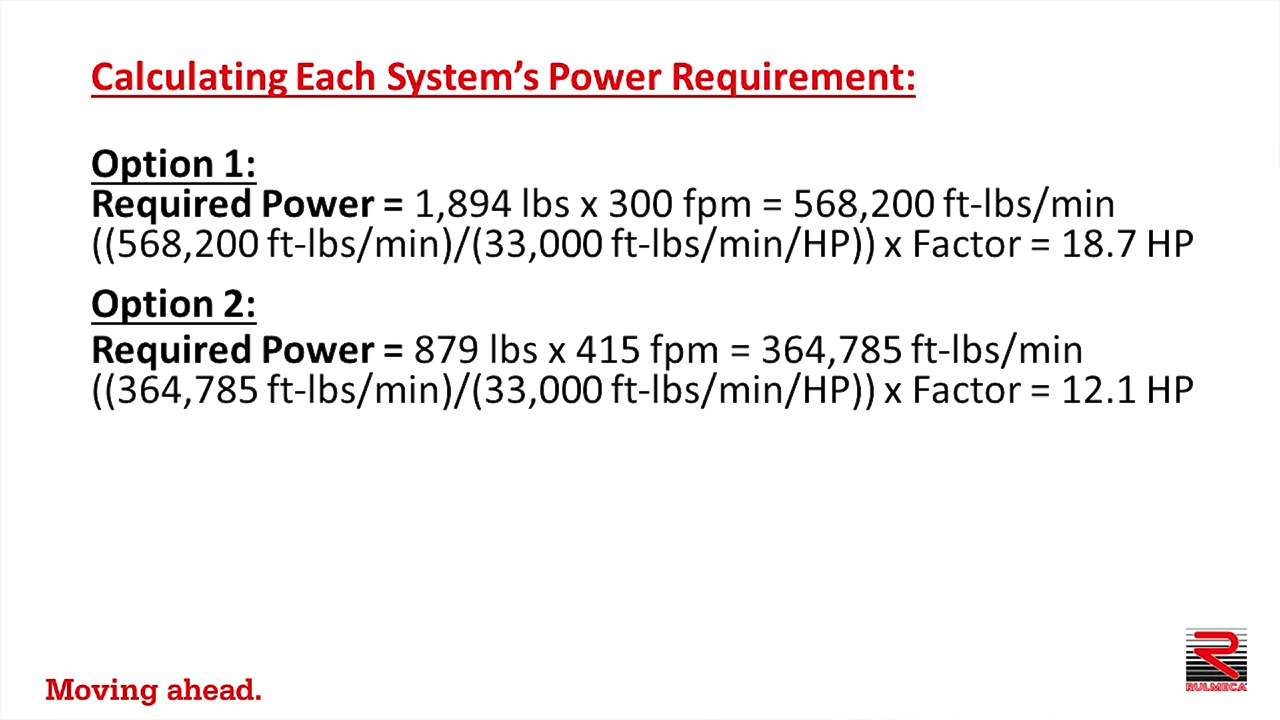 Calculating Each System’s Power Requirement:
Option 1:
Required Power = 1,894 lbs x 300 fpm = 568,200 ft-lbs/min
((568,200 ft-lbs/min)/(33,000 ft-lbs/min/HP)) x Factor = 18.7 HP
Option 2:
Required Power = 879 lbs x 415 fpm = 364,785 ft-lbs/min
((364,785 ft-lbs/min)/(33,000 ft-lbs/min/HP)) x Factor = 12.1 HP
Moving ahead.
RULMECA